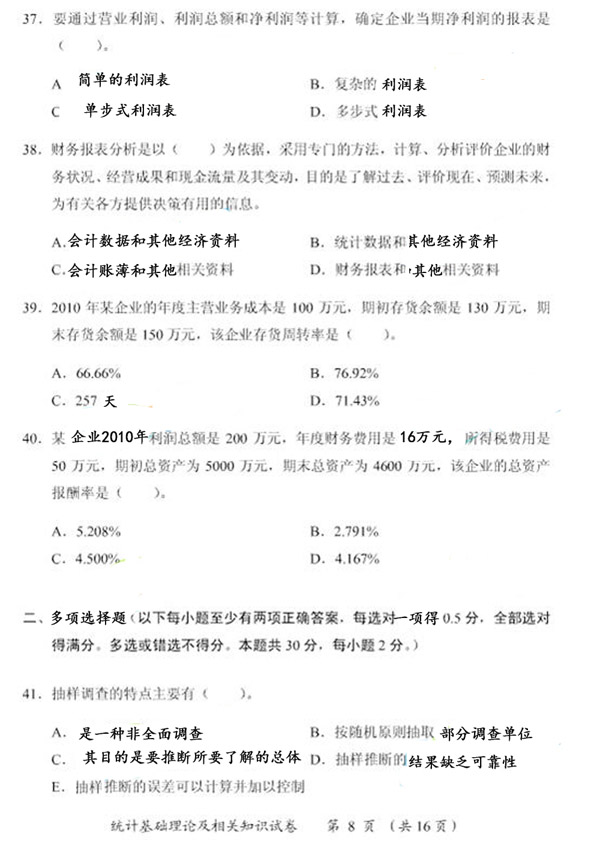 37. 要通过营业利润、利润总额和净利润等计算，确定企业当期净利润的报表是
（　　）。
A 简单的利润表　　B. 复杂的 利润表
C 单步式利润表　　D. 多步式 利润表
38. 财务报表分析是以（　　）为依据，采用专门的方法，计算、分析评价企业的财
务状况、经营成果和现金流量及其变动，目的是了解过去、评价现在、预测未来，
为有关各方提供决策有用的信息。
A. 会计数据和其他经济资料　　B. 统计数据和其他经济资料
C. 会计账薄和其他相关资料　　D. 财务报表和其他相关资料
39. 2010 年某企业的年度主营业务成本是 100 万元，期初存货余额是 130 万元，期
末存货余额是 150 万元，该企业存货周转率是（　　）。
A. 66.66%　　B. 76.92%
C. 257 天　　D. 71.43%
40. 某 企业2010年利润总额是 200 万元，年度财务费用是 16万元，所得税费用是
50 万元，期初总资产为 5000 万元，期末总资产为 4600 万元，该企业的总资产
报酬率是（　　）。
A. 5.208%　　B. 2.791%
C. 4.500%　　D. 4.167%
二、多项选择题（以下每小题至少有两项正确答案，每选对一项得 0.5 分，全部选对
得满分。多选或错选不得分。本题共 30 分，每小题 2 分。）
41. 抽样调查的特点主要有（　　）。
A. 是一种非全面调查　　B. 按随机原则抽取 部分调查单位
C. 其目的是要推断所要了解的总体　　D. 抽样推断的结果缺乏可靠性
E. 抽样推断的误差可以计算并加以控制
统计基础理论及相关知识试卷　　第 8 页 （共 16 页）